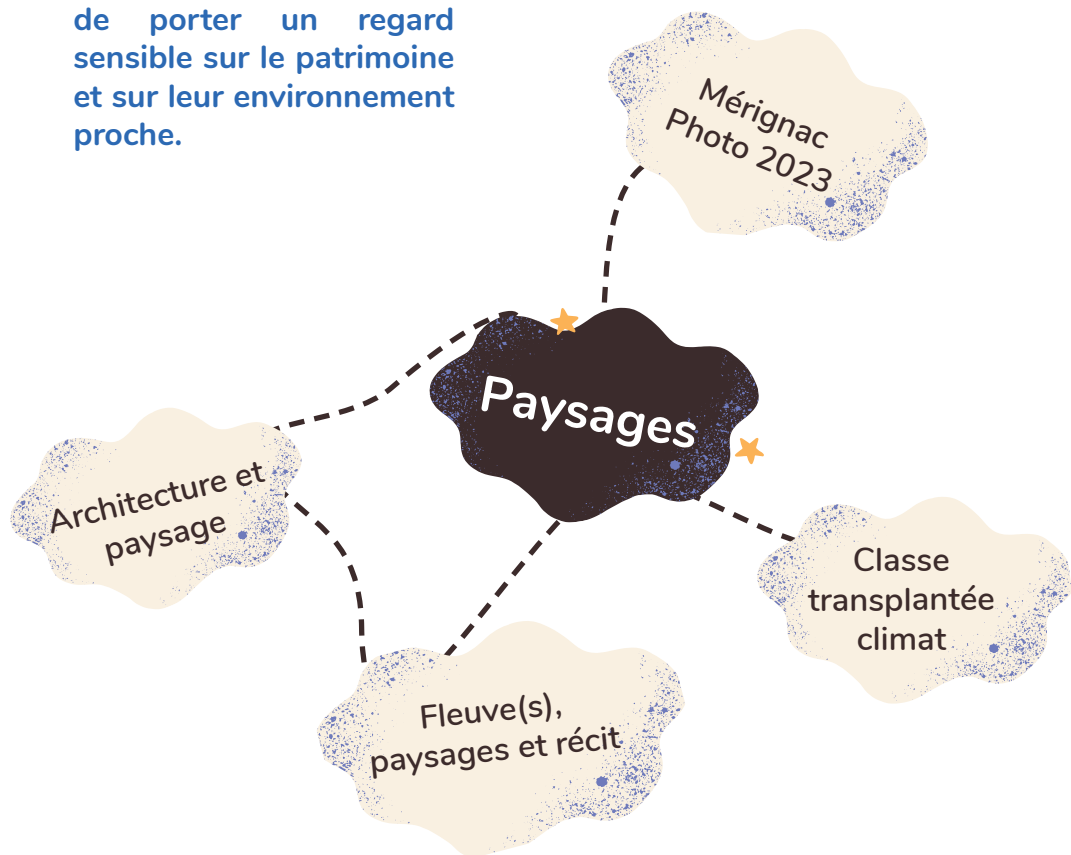 de porter un regard
sensible sur le patrimoine
et sur leur environnement
proche.
Mérignac
Photo 2023
Paysages
Architecture et
paysage
Classe
transplantée
climat
Fleuve(s),
paysages et récit